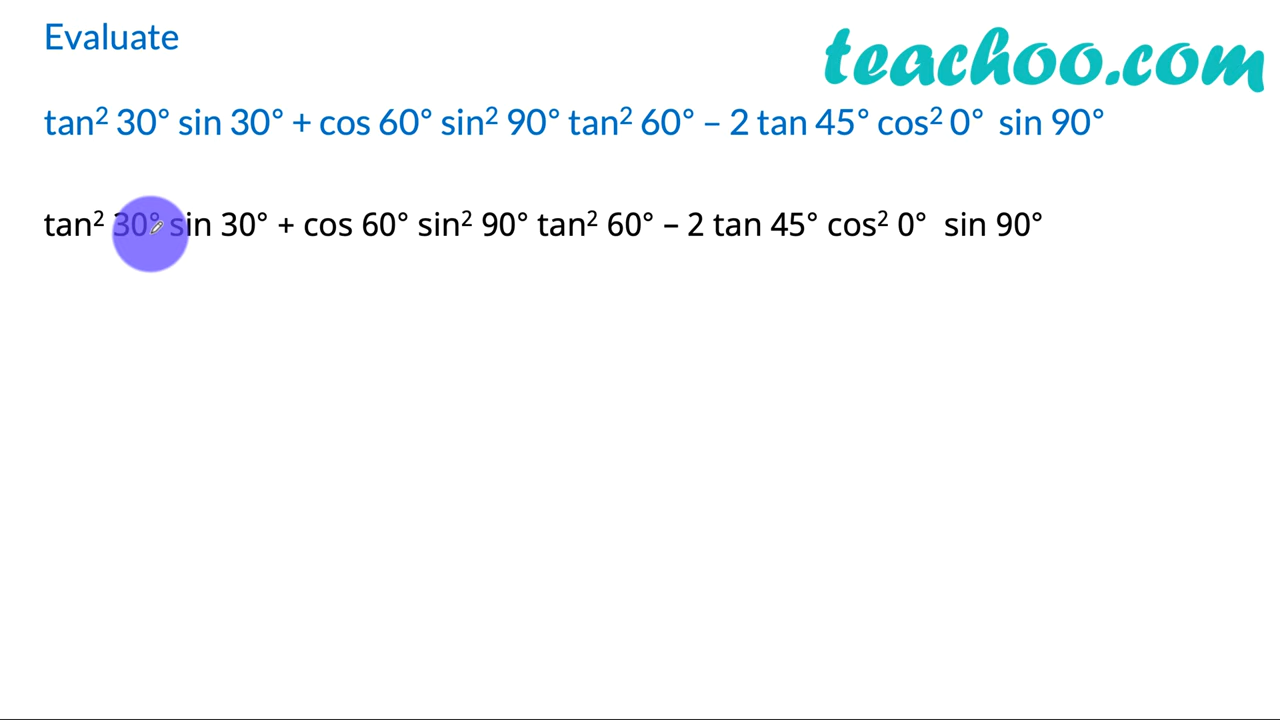 Evaluate
teachoo.com
tan² 30° sin 30° + cos 60° sin² 90° tan² 60° – 2 tan 45° cos² 0°  sin 90°
tan² 30° sin 30° + cos 60° sin² 90° tan² 60° – 2 tan 45° cos² 0°  sin 90°